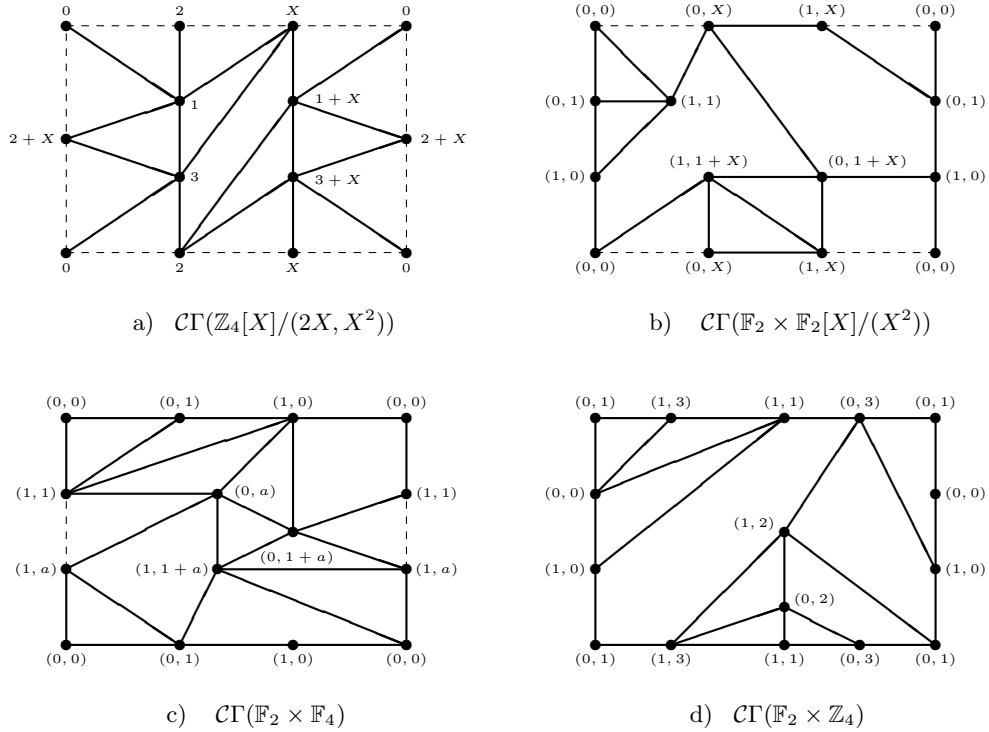 0 2 X 0
1
1 + X
2 + X 2 + X
3
3 + X
0 2 X 0
a) 𝒞Γ(ℤ₄[X]/(2X, X²))
(0, 0) (0, X) (1, X) (0, 0)
(0, 1) (1, 1) (0, 1)
(1, 1 + X) (0, 1 + X)
(1, 0) (1, 0)
(0, 0) (0, X) (1, X) (0, 0)
b) 𝒞Γ(𝔽₂ × 𝔽₂[X]/(X²))
(0, 0) (0, 1) (1, 0) (0, 0)
(1, 1) (0, a) (1, 1)
(0, 1 + a)
(1, a) (1, 1 + a) (1, a)
(0, 0) (0, 1) (1, 0) (0, 0)
c) 𝒞Γ(𝔽₂ × 𝔽₄)
(0, 1) (1, 3) (1, 1) (0, 3) (0, 1)
(0, 0) (0, 0)
(1, 2)
(1, 0) (1, 0)
(0, 2)
(0, 1) (1, 3) (1, 1) (0, 3) (0, 1)
d) 𝒞Γ(𝔽₂ × ℤ₄)